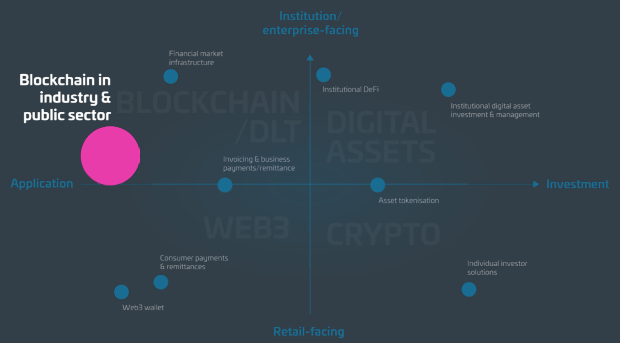 Institution/
enterprise-facing
Financial market
infrastructure
Blockchain in
industry &
public sector
Institutional DeFi
Institutional digital asset
investment & management
BLOCKCHAIN
/DLT
DIGITAL
ASSETS
Invoicing & business
payments/remittance
Application
Investment
Asset tokenisation
WEB3
CRYPTO
Consumer payments
& remittances
Individual investor
solutions
Web3 wallet
Retail-facing